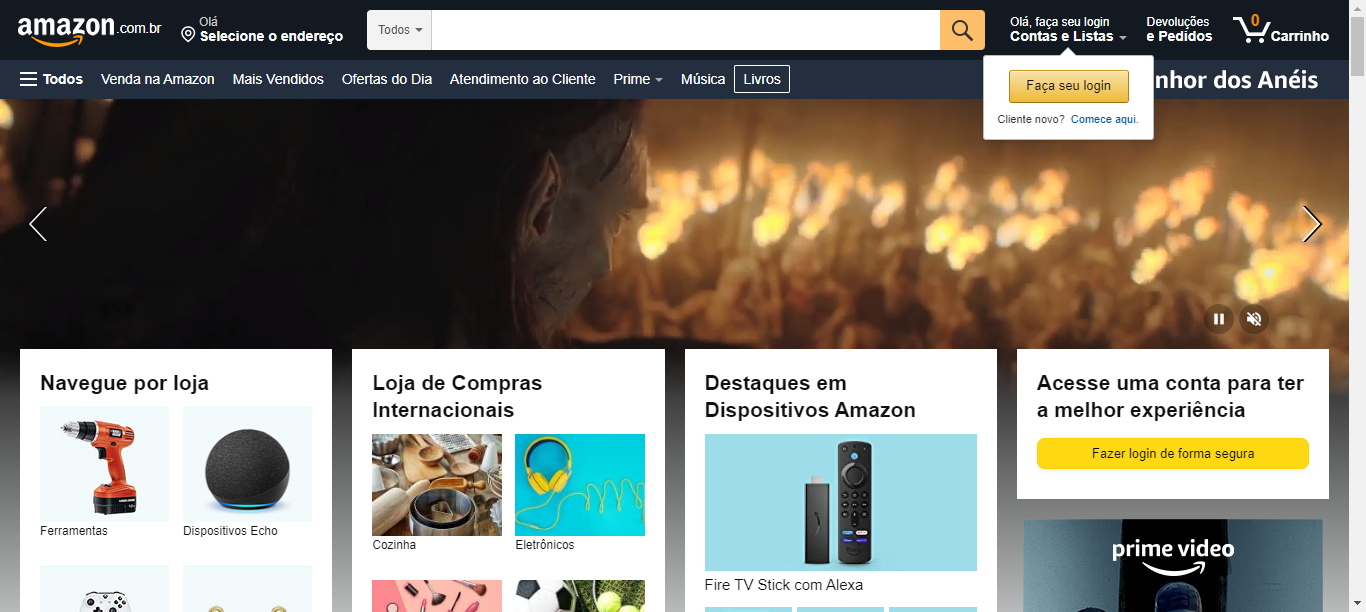 amazon.com.br
Olá
Selecione o endereço
Todos
Olá, faça seu login
Contas e Listas
Devoluções
e Pedidos
0
Carrinho
Todos
Venda na Amazon
Mais Vendidos
Ofertas do Dia
Atendimento ao Cliente
Prime
Música
Livros
nhor dos Anéis
Faça seu login
Cliente novo? Comece aqui.
Navegue por loja
Ferramentas
Dispositivos Echo
Loja de Compras
Internacionais
Cozinha
Eletrônicos
Destaques em
Dispositivos Amazon
Fire TV Stick com Alexa
Acesse uma conta para ter
a melhor experiência
Fazer login de forma segura
prime video